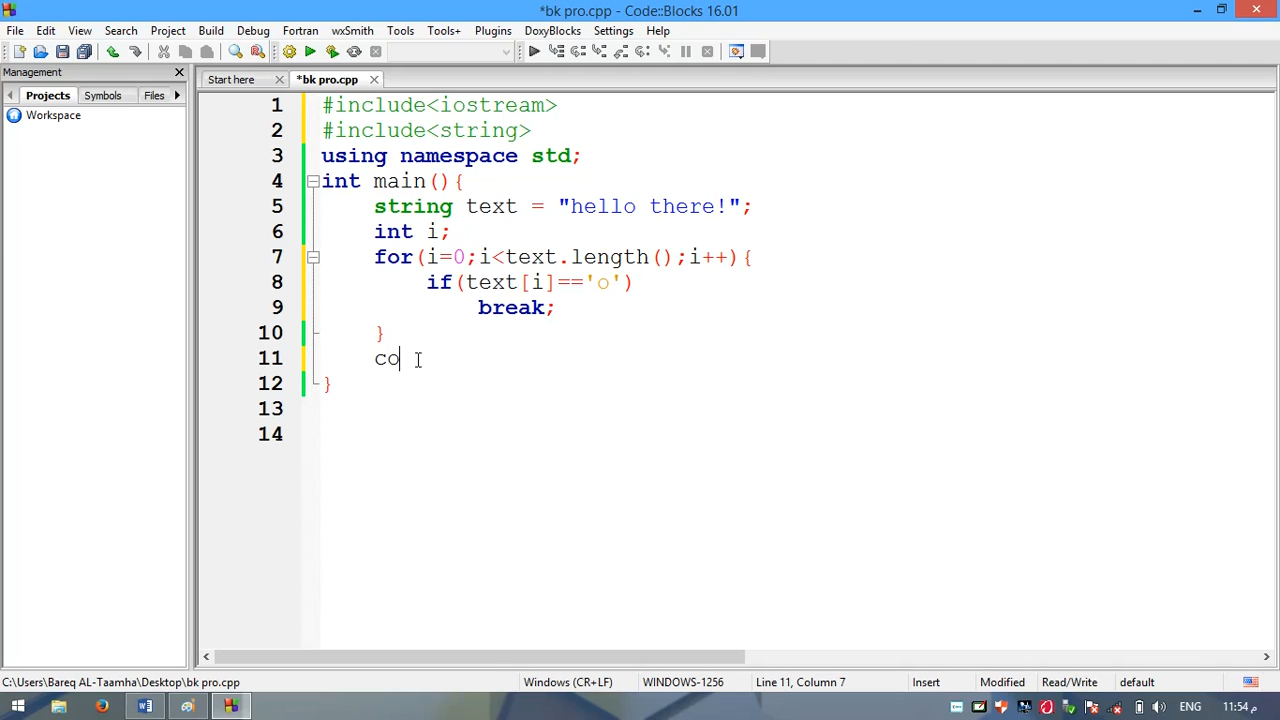 *bk pro.cpp - Code::Blocks 16.01
File Edit View Search Project Build Debug Fortran wxSmith Tools Tools+ Plugins DoxyBlocks Settings Help
Management
Start here *bk pro.cpp
Projects Symbols Files
Workspace
1 #include<iostream>
2 #include<string>
3 using namespace std;
4 int main(){
5 string text = "hello there!";
6 int i;
7 for(i=0;i<text.length();i++){
8 if(text[i]=='o')
9 break;
10 }
11 co
12 }
13
14
C:\Users\Bareq AL-Taamha\Desktop\bk pro.cpp Windows (CR+LF) WINDOWS-1256 Line 11, Column 7 Insert Modified Read/Write default
ENG 11:54 م